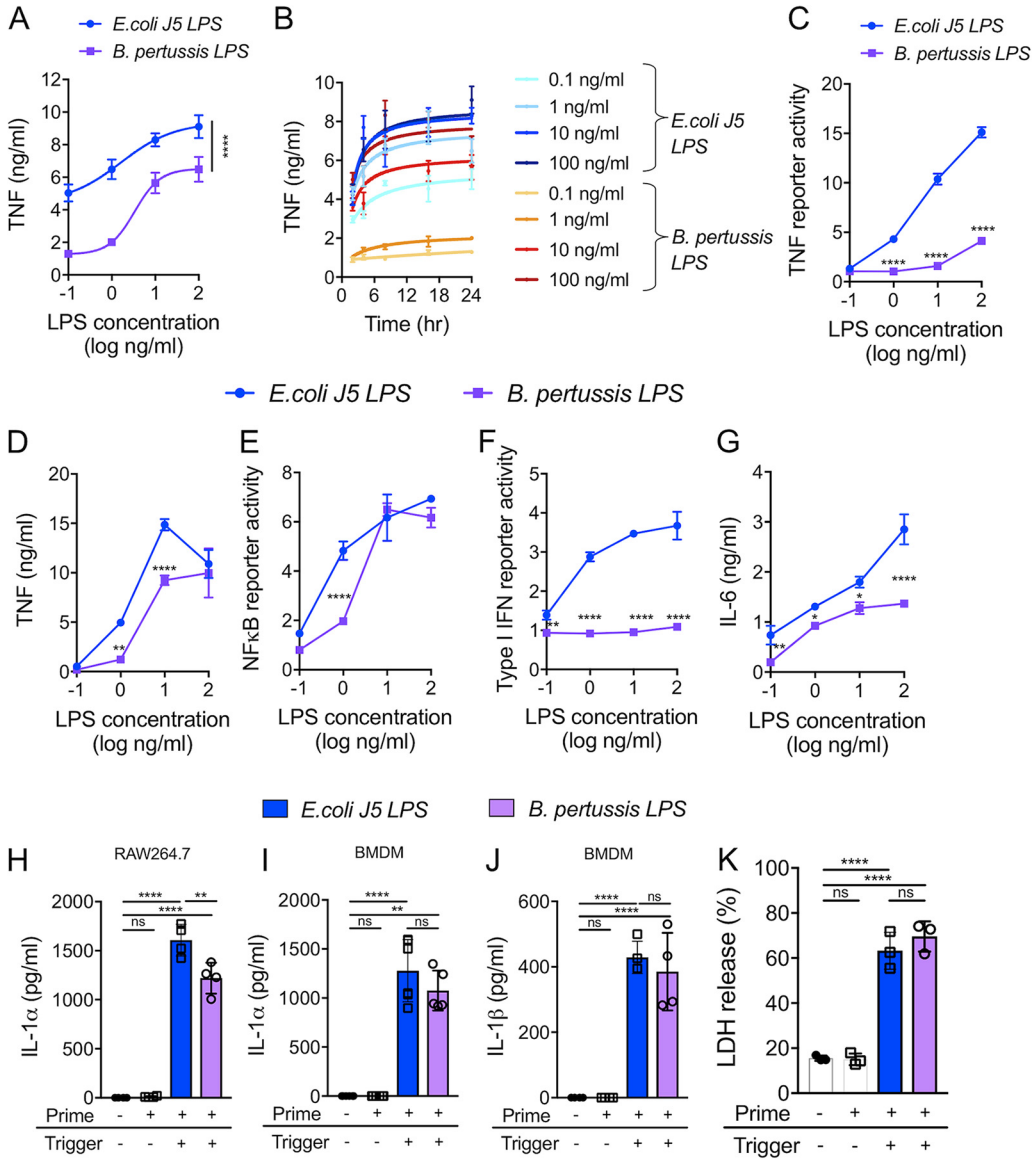 A
E.coli J5 LPS
B. pertussis LPS
TNF (ng/ml)
12
10
8
6
4
2
0
****
-1 0 1 2
LPS concentration
(log ng/ml)
B
TNF (ng/ml)
10
8
6
4
2
0
0 6 12 18 24
Time (hr)
0.1 ng/ml
1 ng/ml
10 ng/ml
100 ng/ml
E.coli J5
LPS
0.1 ng/ml
1 ng/ml
10 ng/ml
100 ng/ml
B. pertussis
LPS
C
E.coli J5 LPS
B. pertussis LPS
TNF reporter activity
20
15
10
5
0
**** **** ****
-1 0 1 2
LPS concentration
(log ng/ml)
E.coli J5 LPS B. pertussis LPS
D
TNF (ng/ml)
20
15
10
5
0
** ****
-1 0 1 2
LPS concentration
(log ng/ml)
E
NFκB reporter activity
8
6
4
2
0
****
-1 0 1 2
LPS concentration
(log ng/ml)
F
Type I IFN reporter activity
5
4
3
2
1
0
** **** **** ****
-1 0 1 2
LPS concentration
(log ng/ml)
G
IL-6 (ng/ml)
4
3
2
1
0
** * * ****
-1 0 1 2
LPS concentration
(log ng/ml)
E.coli J5 LPS B. pertussis LPS
H
RAW264.7
IL-1α (pg/ml)
2000
1500
1000
500
0
**** **
****
ns
Prime - + + +
Trigger - - + +
I
BMDM
IL-1α (pg/ml)
2000
1500
1000
500
0
****
**
ns ns
Prime - + + +
Trigger - - + +
J
BMDM
IL-1β (pg/ml)
600
400
200
0
**** ns
****
ns
Prime - + + +
Trigger - - + +
K
LDH release (%)
100
80
60
40
20
0
****
****
ns ns
Prime - + + +
Trigger - - + +